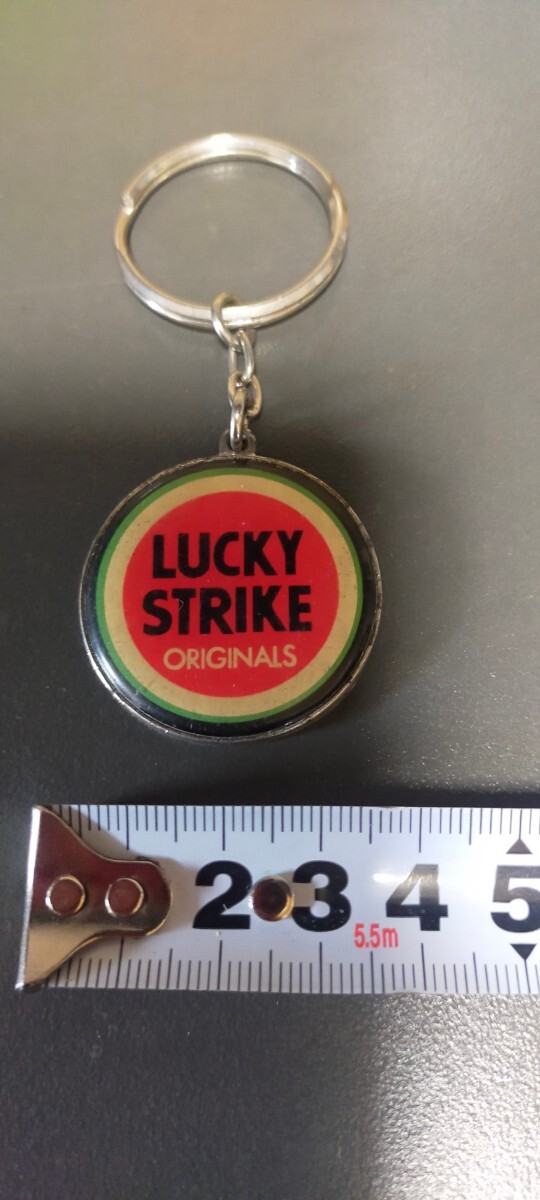 LUCKY
STRIKE
ORIGINALS
2 3 4 5
5.5m